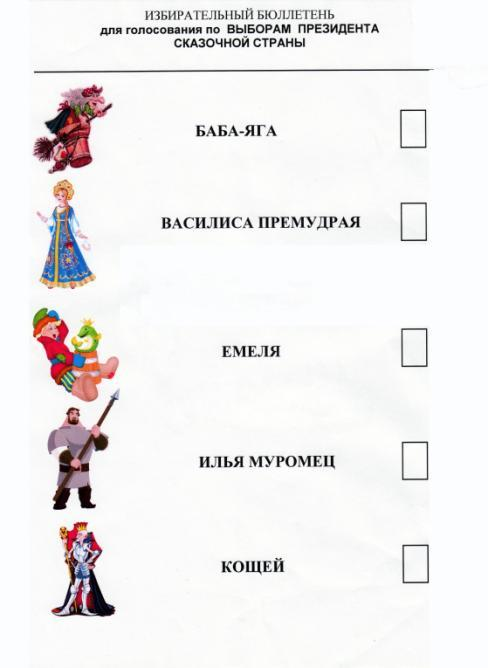 ИЗБИРАТЕЛЬНЫЙ БЮЛЛЕТЕНЬ
для голосования по ВЫБОРАМ ПРЕЗИДЕНТА
СКАЗОЧНОЙ СТРАНЫ
БАБА-ЯГА
ВАСИЛИСА ПРЕМУДРАЯ
ЕМЕЛЯ
ИЛЬЯ МУРОМЕЦ
КОЩЕЙ